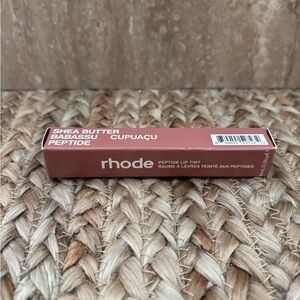 SHEA BUTTER
BABASSU CUPUAÇU
PEPTIDE
rhode
PEPTIDE LIP TINT
BAUME À LÈVRES TEINTÉ AUX PEPTIDES